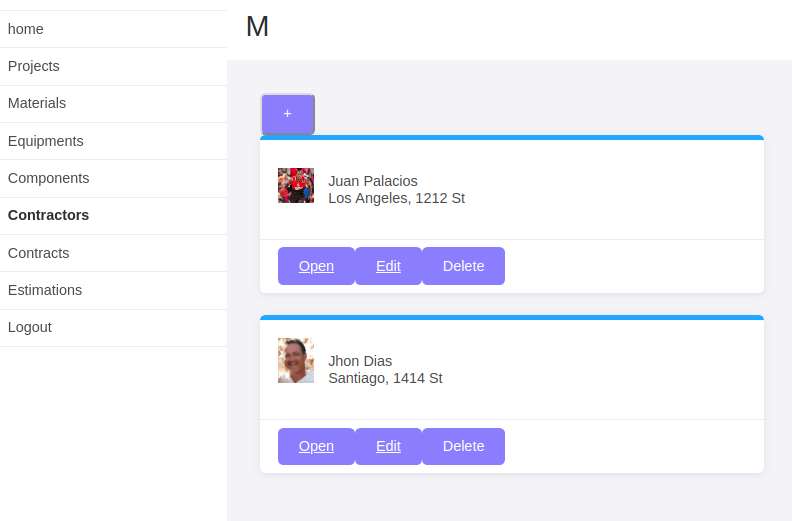 home
Projects
Materials
Equipments
Components
Contractors
Contracts
Estimations
Logout
M
+
Juan Palacios
Los Angeles, 1212 St
Open Edit Delete
Jhon Dias
Santiago, 1414 St
Open Edit Delete